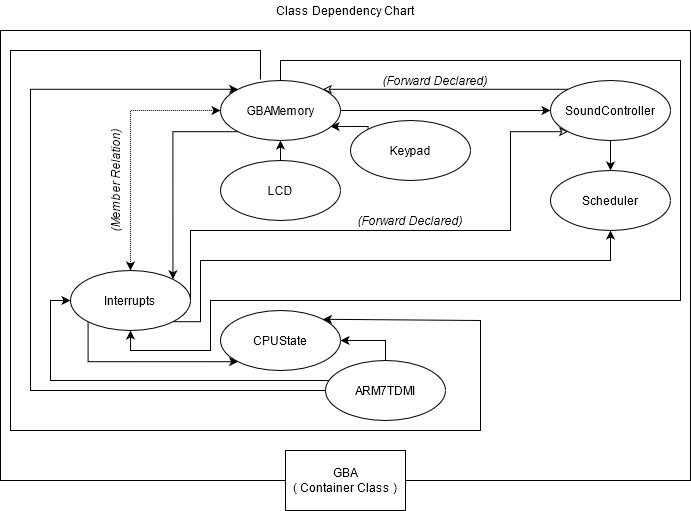 Class Dependency Chart
(Forward Declared)
GBAMemory
SoundController
Keypad
(Member Relation)
LCD
Scheduler
(Forward Declared)
Interrupts
CPUState
ARM7TDMI
GBA
( Container Class )